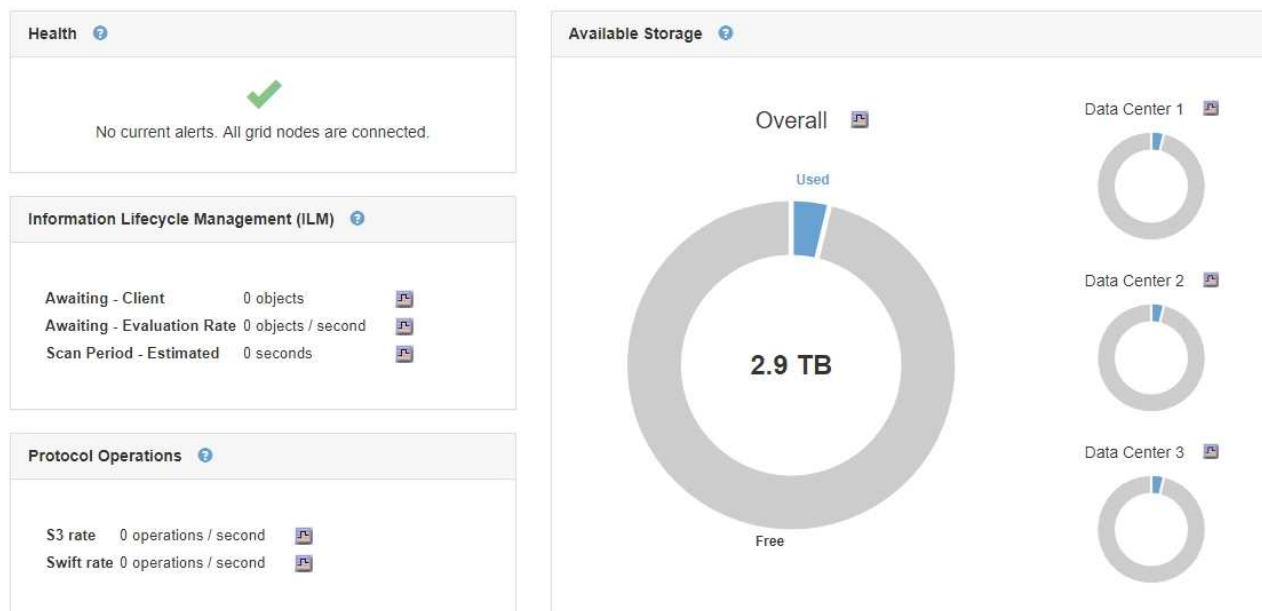 Health
No current alerts. All grid nodes are connected.
Information Lifecycle Management (ILM)
Awaiting - Client 0 objects
Awaiting - Evaluation Rate 0 objects / second
Scan Period - Estimated 0 seconds
Protocol Operations
S3 rate 0 operations / second
Swift rate 0 operations / second
Available Storage
Overall
Used
2.9 TB
Free
Data Center 1
Data Center 2
Data Center 3